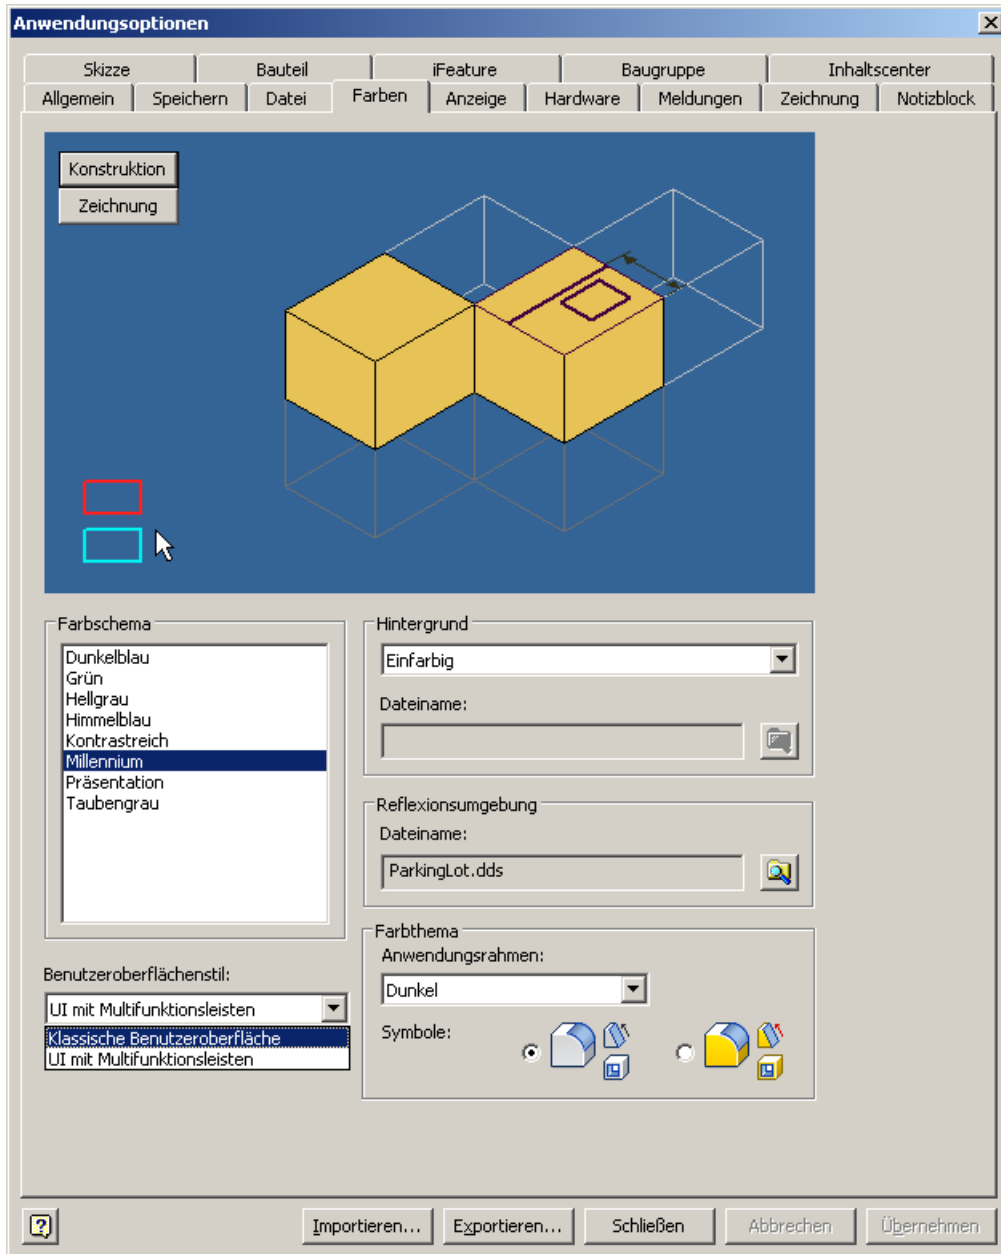 Anwendungsoptionen
Skizze Bauteil iFeature Baugruppe Inhaltscenter
Allgemein Speichern Datei Farben Anzeige Hardware Meldungen Zeichnung Notizblock
Konstruktion
Zeichnung
Farbschema
Dunkelblau
Grün
Hellgrau
Himmelblau
Kontrastreich
Millennium
Präsentation
Taubengrau
Benutzeroberflächenstil:
UI mit Multifunktionsleisten
Klassische Benutzeroberfläche
UI mit Multifunktionsleisten
Hintergrund
Einfarbig
Dateiname:
Reflexionsumgebung
Dateiname:
ParkingLot.dds
Farbthema
Anwendungsrahmen:
Dunkel
Symbole:
Importieren... Exportieren... Schließen Abbrechen Übernehmen